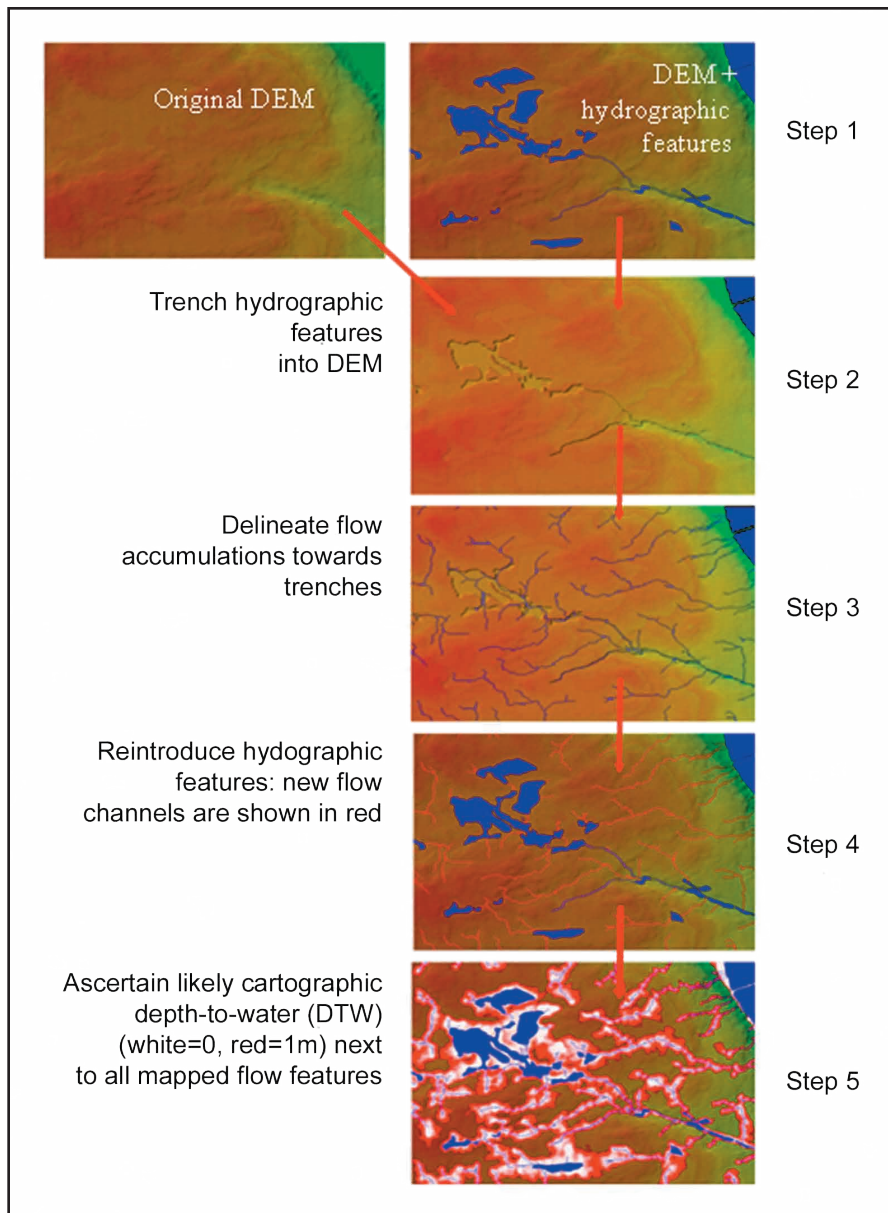 Original DEM
DEM +
hydrographic
features
Step 1
Trench hydrographic
features
into DEM
Step 2
Delineate flow
accumulations towards
trenches
Step 3
Reintroduce hydographic
features: new flow
channels are shown in red
Step 4
Ascertain likely cartographic
depth-to-water (DTW)
(white=0, red=1m) next
to all mapped flow features
Step 5